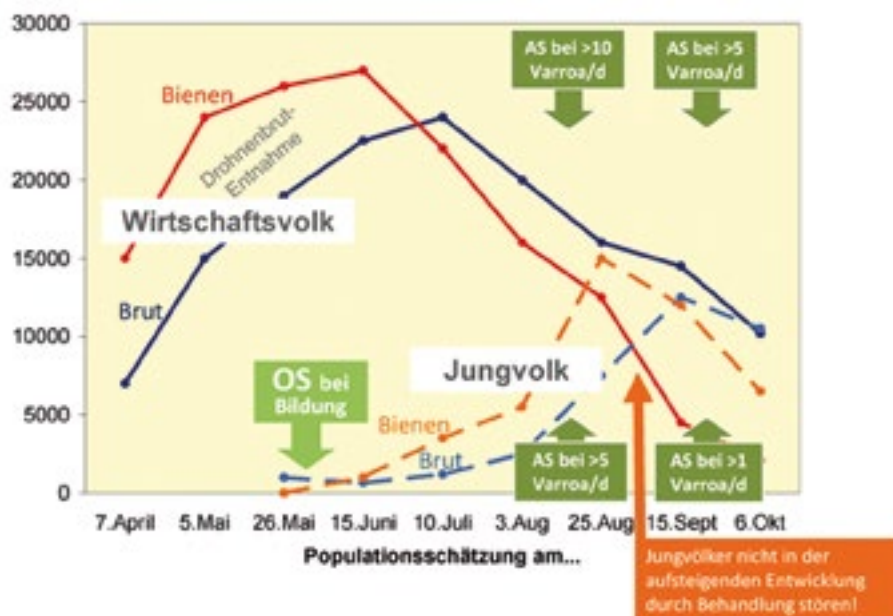 30000
25000
20000
15000
10000
5000
0
AS bei >10
Varroa/d
AS bei >5
Varroa/d
Bienen
Drohnenbrut-
Entnahme
Wirtschaftsvolk
Brut
OS bei
Bildung
Jungvolk
Bienen
Brut
AS bei >5
Varroa/d
AS bei >1
Varroa/d
7.April 5.Mai 26.Mai 15.Juni 10.Juli 3.Aug 25.Aug 15.Sept 6.Okt
Populationsschätzung am...
Jungvölker nicht in der
aufsteigenden Entwicklung
durch Behandlung stören!